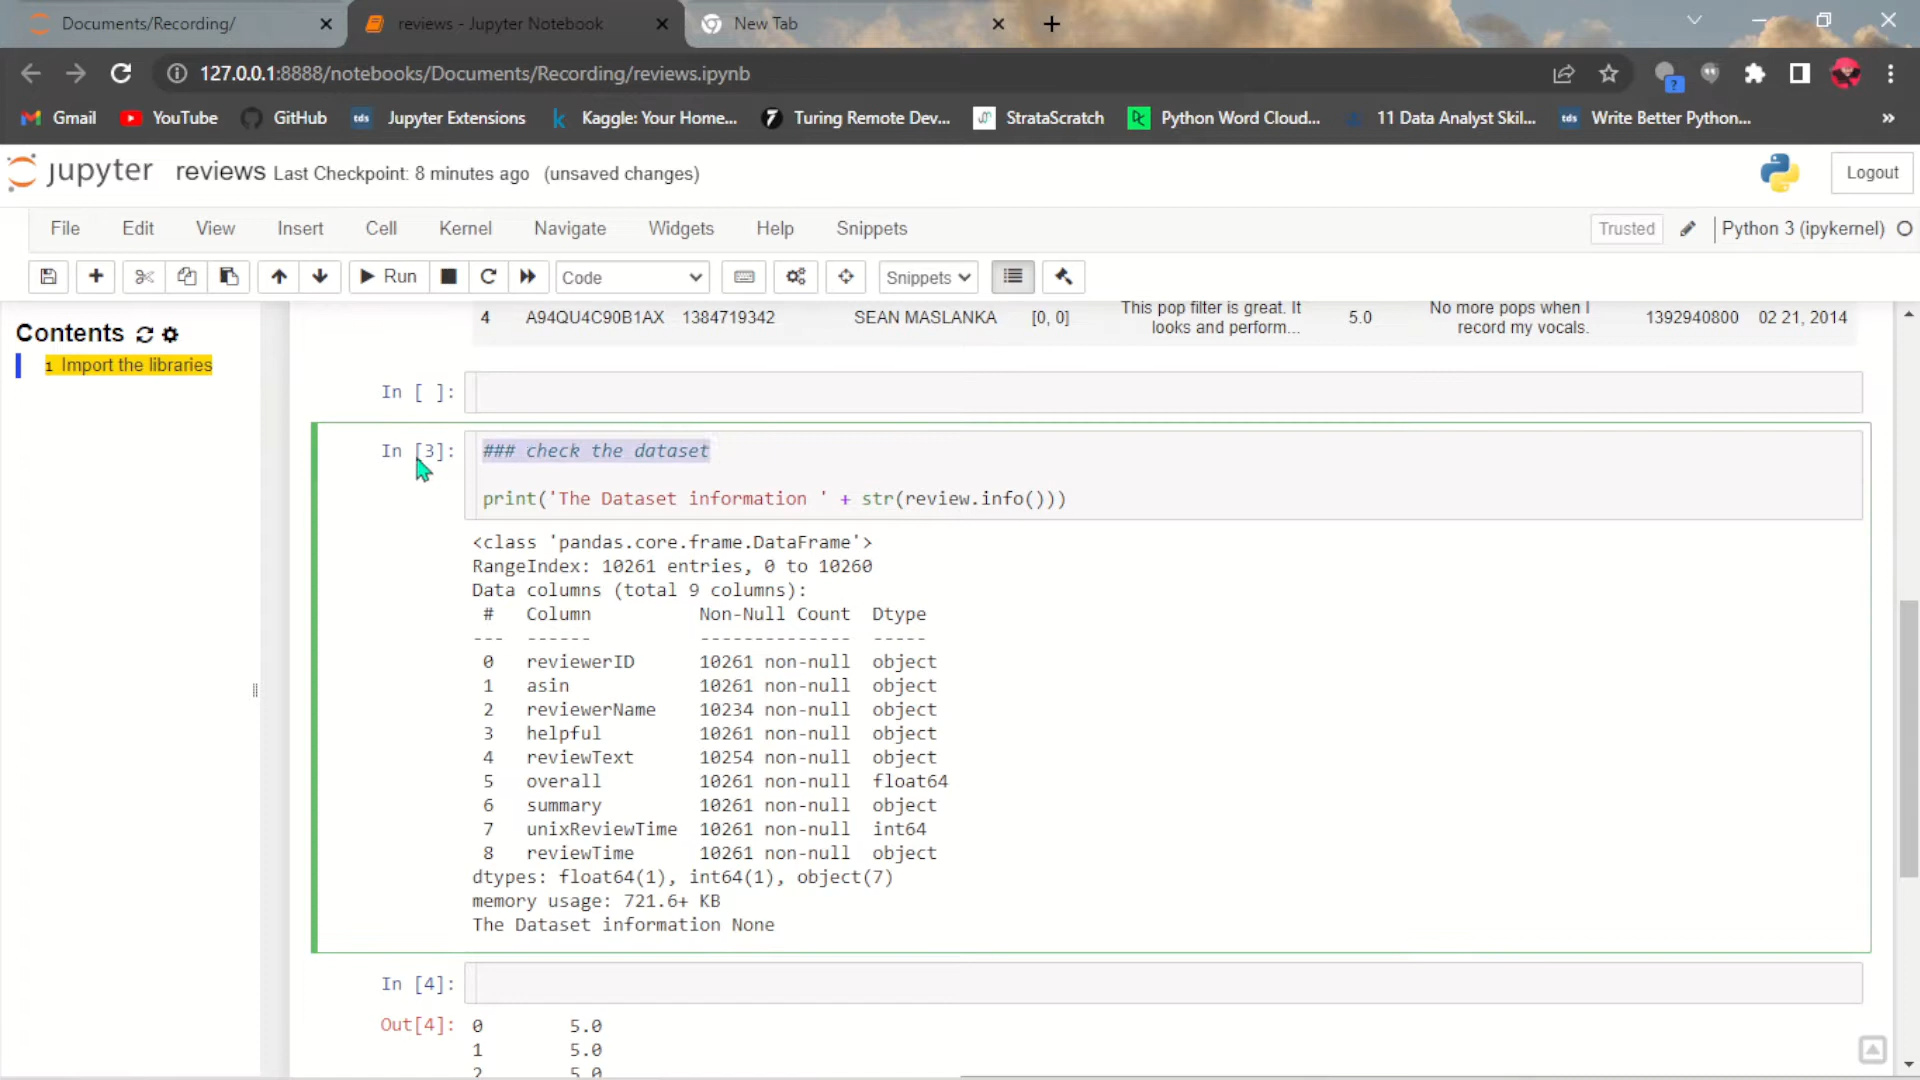 Documents/Recording/
reviews - Jupyter Notebook
New Tab
127.0.0.1:8888/notebooks/Documents/Recording/reviews.ipynb
Gmail YouTube GitHub tds Jupyter Extensions k Kaggle: Your Home... 7 Turing Remote Dev... StrataScratch Python Word Cloud... 11 Data Analyst Skil... tds Write Better Python... »
jupyter reviews Last Checkpoint: 8 minutes ago (unsaved changes)
Logout
File Edit View Insert Cell Kernel Navigate Widgets Help Snippets
Trusted Python 3 (ipykernel)
Run Code Snippets
Contents
1 Import the libraries
4 A94QU4C90B1AX 1384719342 SEAN MASLANKA [0, 0] This pop filter is great. It looks and perform... 5.0 No more pops when I record my vocals. 1392940800 02 21, 2014
In [ ]:
In [3]: ### check the dataset
print('The Dataset information ' + str(review.info()))
<class 'pandas.core.frame.DataFrame'>
RangeIndex: 10261 entries, 0 to 10260
Data columns (total 9 columns):
# Column Non-Null Count Dtype
--- ------ -------------- -----
0 reviewerID 10261 non-null object
1 asin 10261 non-null object
2 reviewerName 10234 non-null object
3 helpful 10261 non-null object
4 reviewText 10254 non-null object
5 overall 10261 non-null float64
6 summary 10261 non-null object
7 unixReviewTime 10261 non-null int64
8 reviewTime 10261 non-null object
dtypes: float64(1), int64(1), object(7)
memory usage: 721.6+ KB
The Dataset information None
In [4]:
Out[4]: 0 5.0
1 5.0
2 5.0